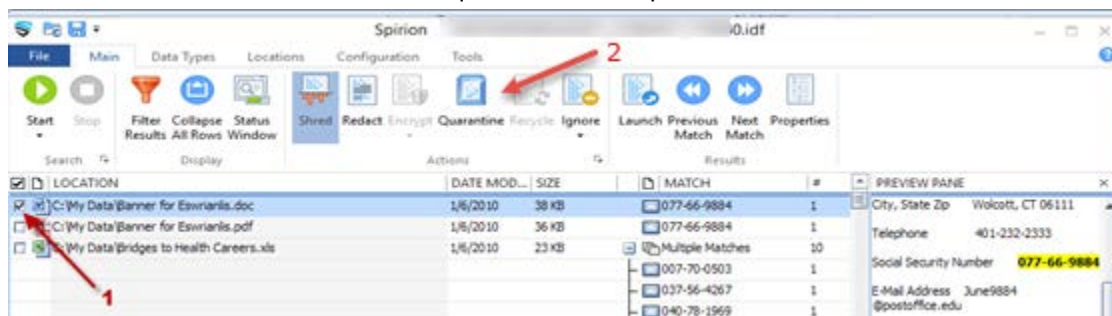 Spirion 0.idf
File Main Data Types Locations Configuration Tools 2
Start Stop Filter Results Collapse All Rows Status Window Shred Redact Encrypt Quarantine Recycle Ignore Launch Previous Match Next Match Properties
Search Display Actions Results
LOCATION DATE MOD... SIZE MATCH # PREVIEW PANE
C:\My Data\Banner for Eswrianlis.doc 1/6/2010 38 KB 077-66-9884 1 City, State Zip Wolcott, CT 06111
C:\My Data\Banner for Eswrianlis.pdf 1/6/2010 36 KB 077-66-9884 1 Telephone 401-232-2333
My Data\Bridges to Health Careers.xls 1/6/2010 23 KB Multiple Matches 10
007-70-0503 1 Social Security Number 077-66-9884
1 037-56-4267 1 E-Mail Address June9884
040-78-1969 1 @postoffice.edu